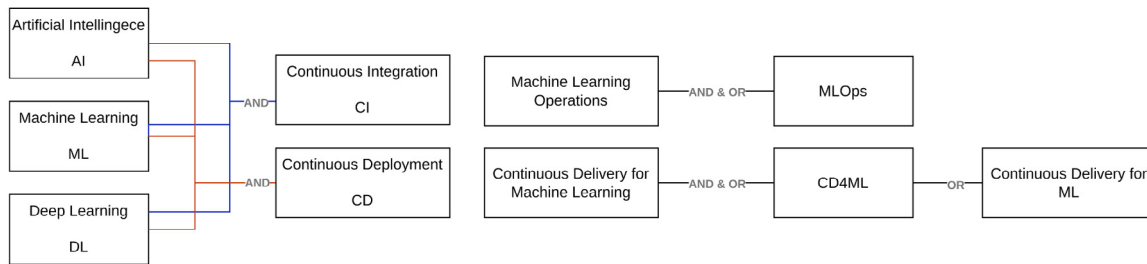 Artificial Intellingece
AI
Machine Learning
ML
Deep Learning
DL
AND
AND
Continuous Integration
CI
Continuous Deployment
CD
Machine Learning
Operations
AND & OR
MLOps
Continuous Delivery for
Machine Learning
AND & OR
CD4ML
OR
Continuous Delivery for
ML